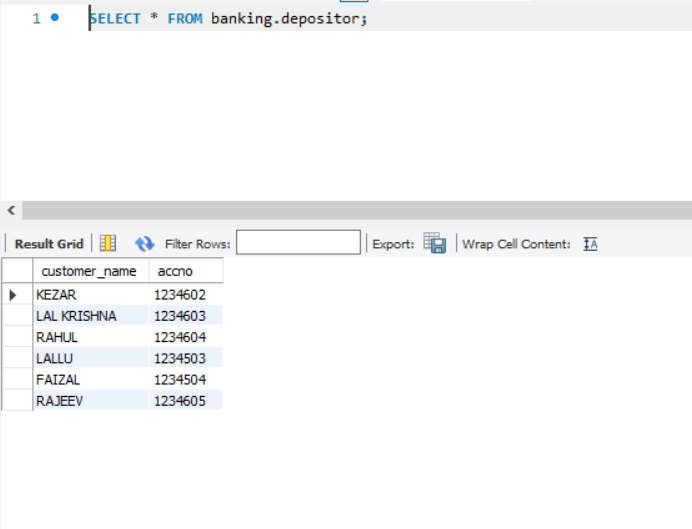 1 SELECT * FROM banking.depositor;
Result Grid Filter Rows: Export: Wrap Cell Content: IA
customer_name accno
KEZAR 1234602
LAL KRISHNA 1234603
RAHUL 1234604
LALLU 1234503
FAIZAL 1234504
RAJEEV 1234605